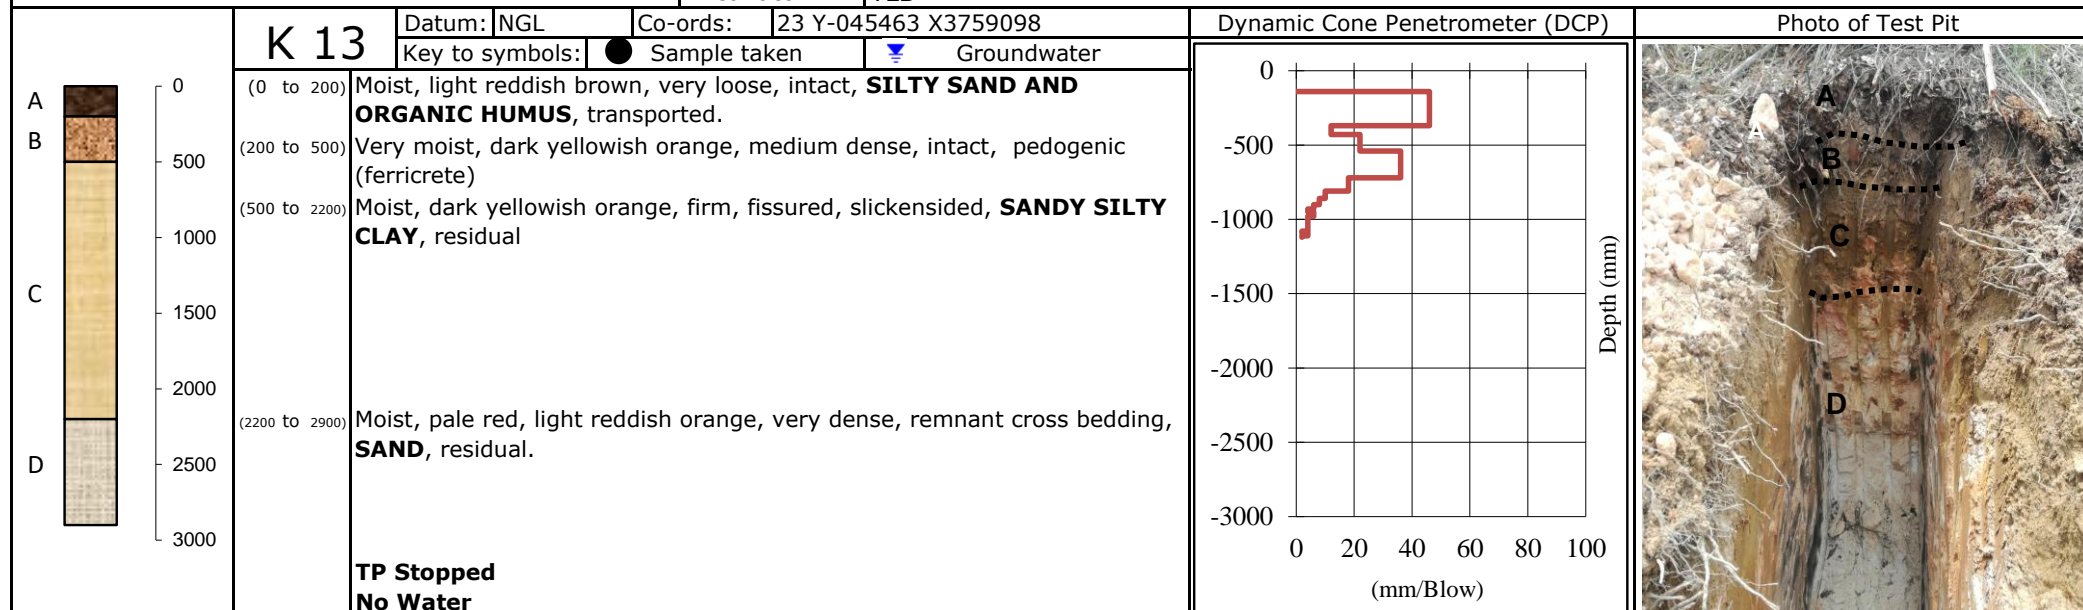 K 13
Datum: NGL Co-ords: 23 Y-045463 X3759098
Key to symbols: Sample taken Groundwater
Dynamic Cone Penetrometer (DCP)
Photo of Test Pit
A
B
C
D
0
500
1000
1500
2000
2500
3000
(0 to 200) Moist, light reddish brown, very loose, intact, SILTY SAND AND
ORGANIC HUMUS, transported.
(200 to 500) Very moist, dark yellowish orange, medium dense, intact, pedogenic
(ferricrete)
(500 to 2200) Moist, dark yellowish orange, firm, fissured, slickensided, SANDY SILTY
CLAY, residual
(2200 to 2900) Moist, pale red, light reddish orange, very dense, remnant cross bedding,
SAND, residual.
TP Stopped
No Water
0
-500
-1000
-1500
-2000
-2500
-3000
0 20 40 60 80 100
(mm/Blow)
Depth (mm)
A
A
B
C
D